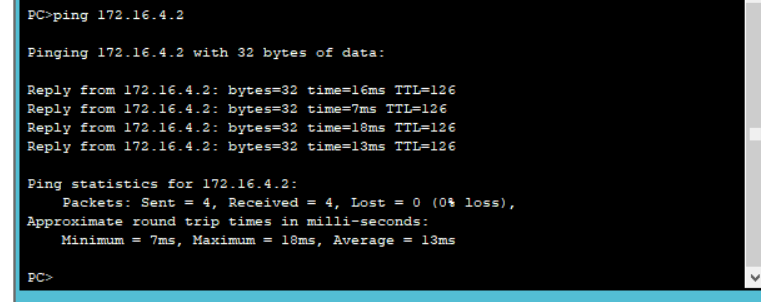 PC>ping 172.16.4.2
Pinging 172.16.4.2 with 32 bytes of data:
Reply from 172.16.4.2: bytes=32 time=16ms TTL=126
Reply from 172.16.4.2: bytes=32 time=7ms TTL=126
Reply from 172.16.4.2: bytes=32 time=18ms TTL=126
Reply from 172.16.4.2: bytes=32 time=13ms TTL=126
Ping statistics for 172.16.4.2:
    Packets: Sent = 4, Received = 4, Lost = 0 (0% loss),
Approximate round trip times in milli-seconds:
    Minimum = 7ms, Maximum = 18ms, Average = 13ms
PC>